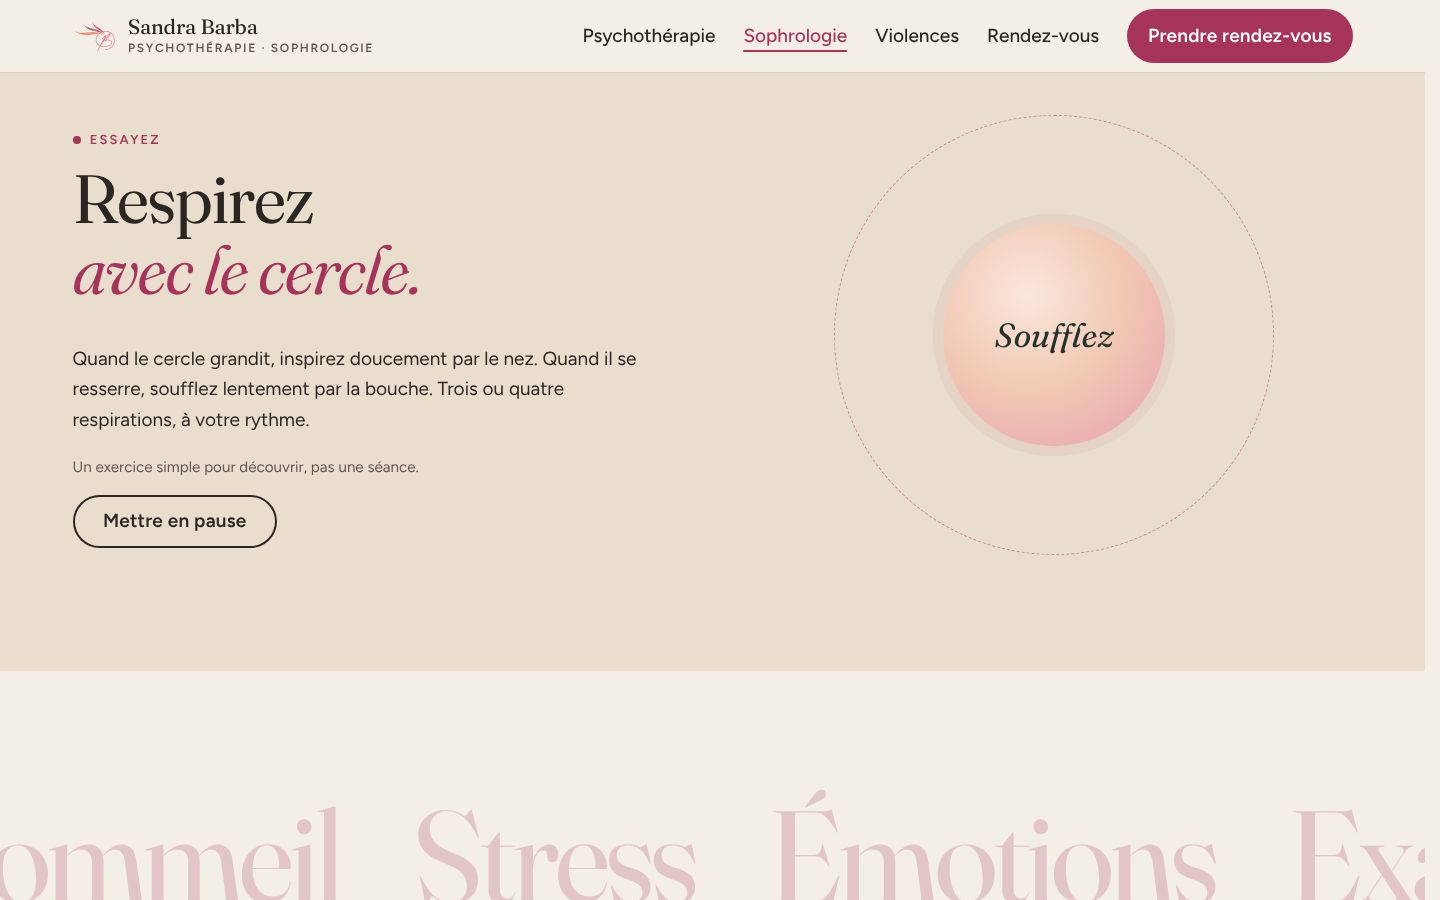 Sandra Barba
PSYCHOTHÉRAPIE · SOPHROLOGIE
Psychothérapie
Sophrologie
Violences
Rendez-vous
Prendre rendez-vous
ESSAYEZ
Respirez
avec le cercle.
Quand le cercle grandit, inspirez doucement par le nez. Quand il se
resserre, soufflez lentement par la bouche. Trois ou quatre
respirations, à votre rythme.
Un exercice simple pour découvrir, pas une séance.
Mettre en pause
Soufflez
ommeil Stress Émotions Exa